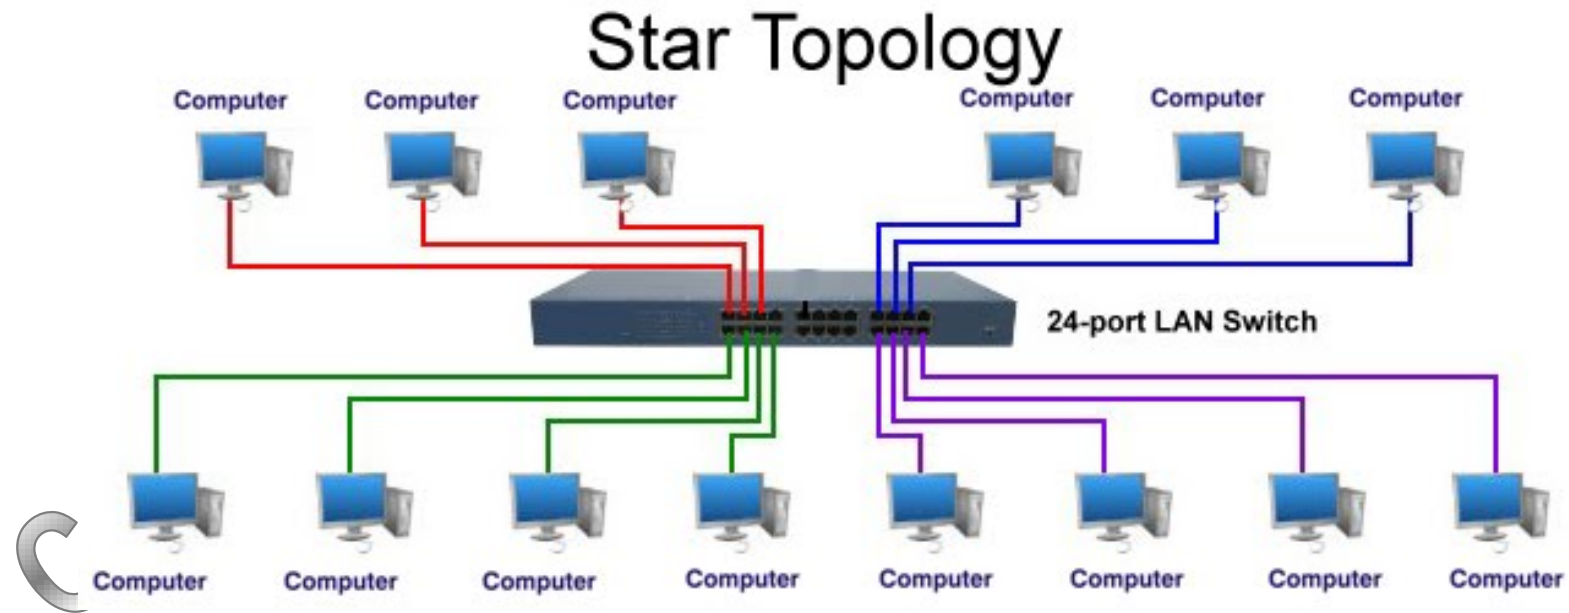 Star Topology
Computer Computer Computer Computer Computer Computer
24-port LAN Switch
Computer Computer Computer Computer Computer Computer Computer Computer